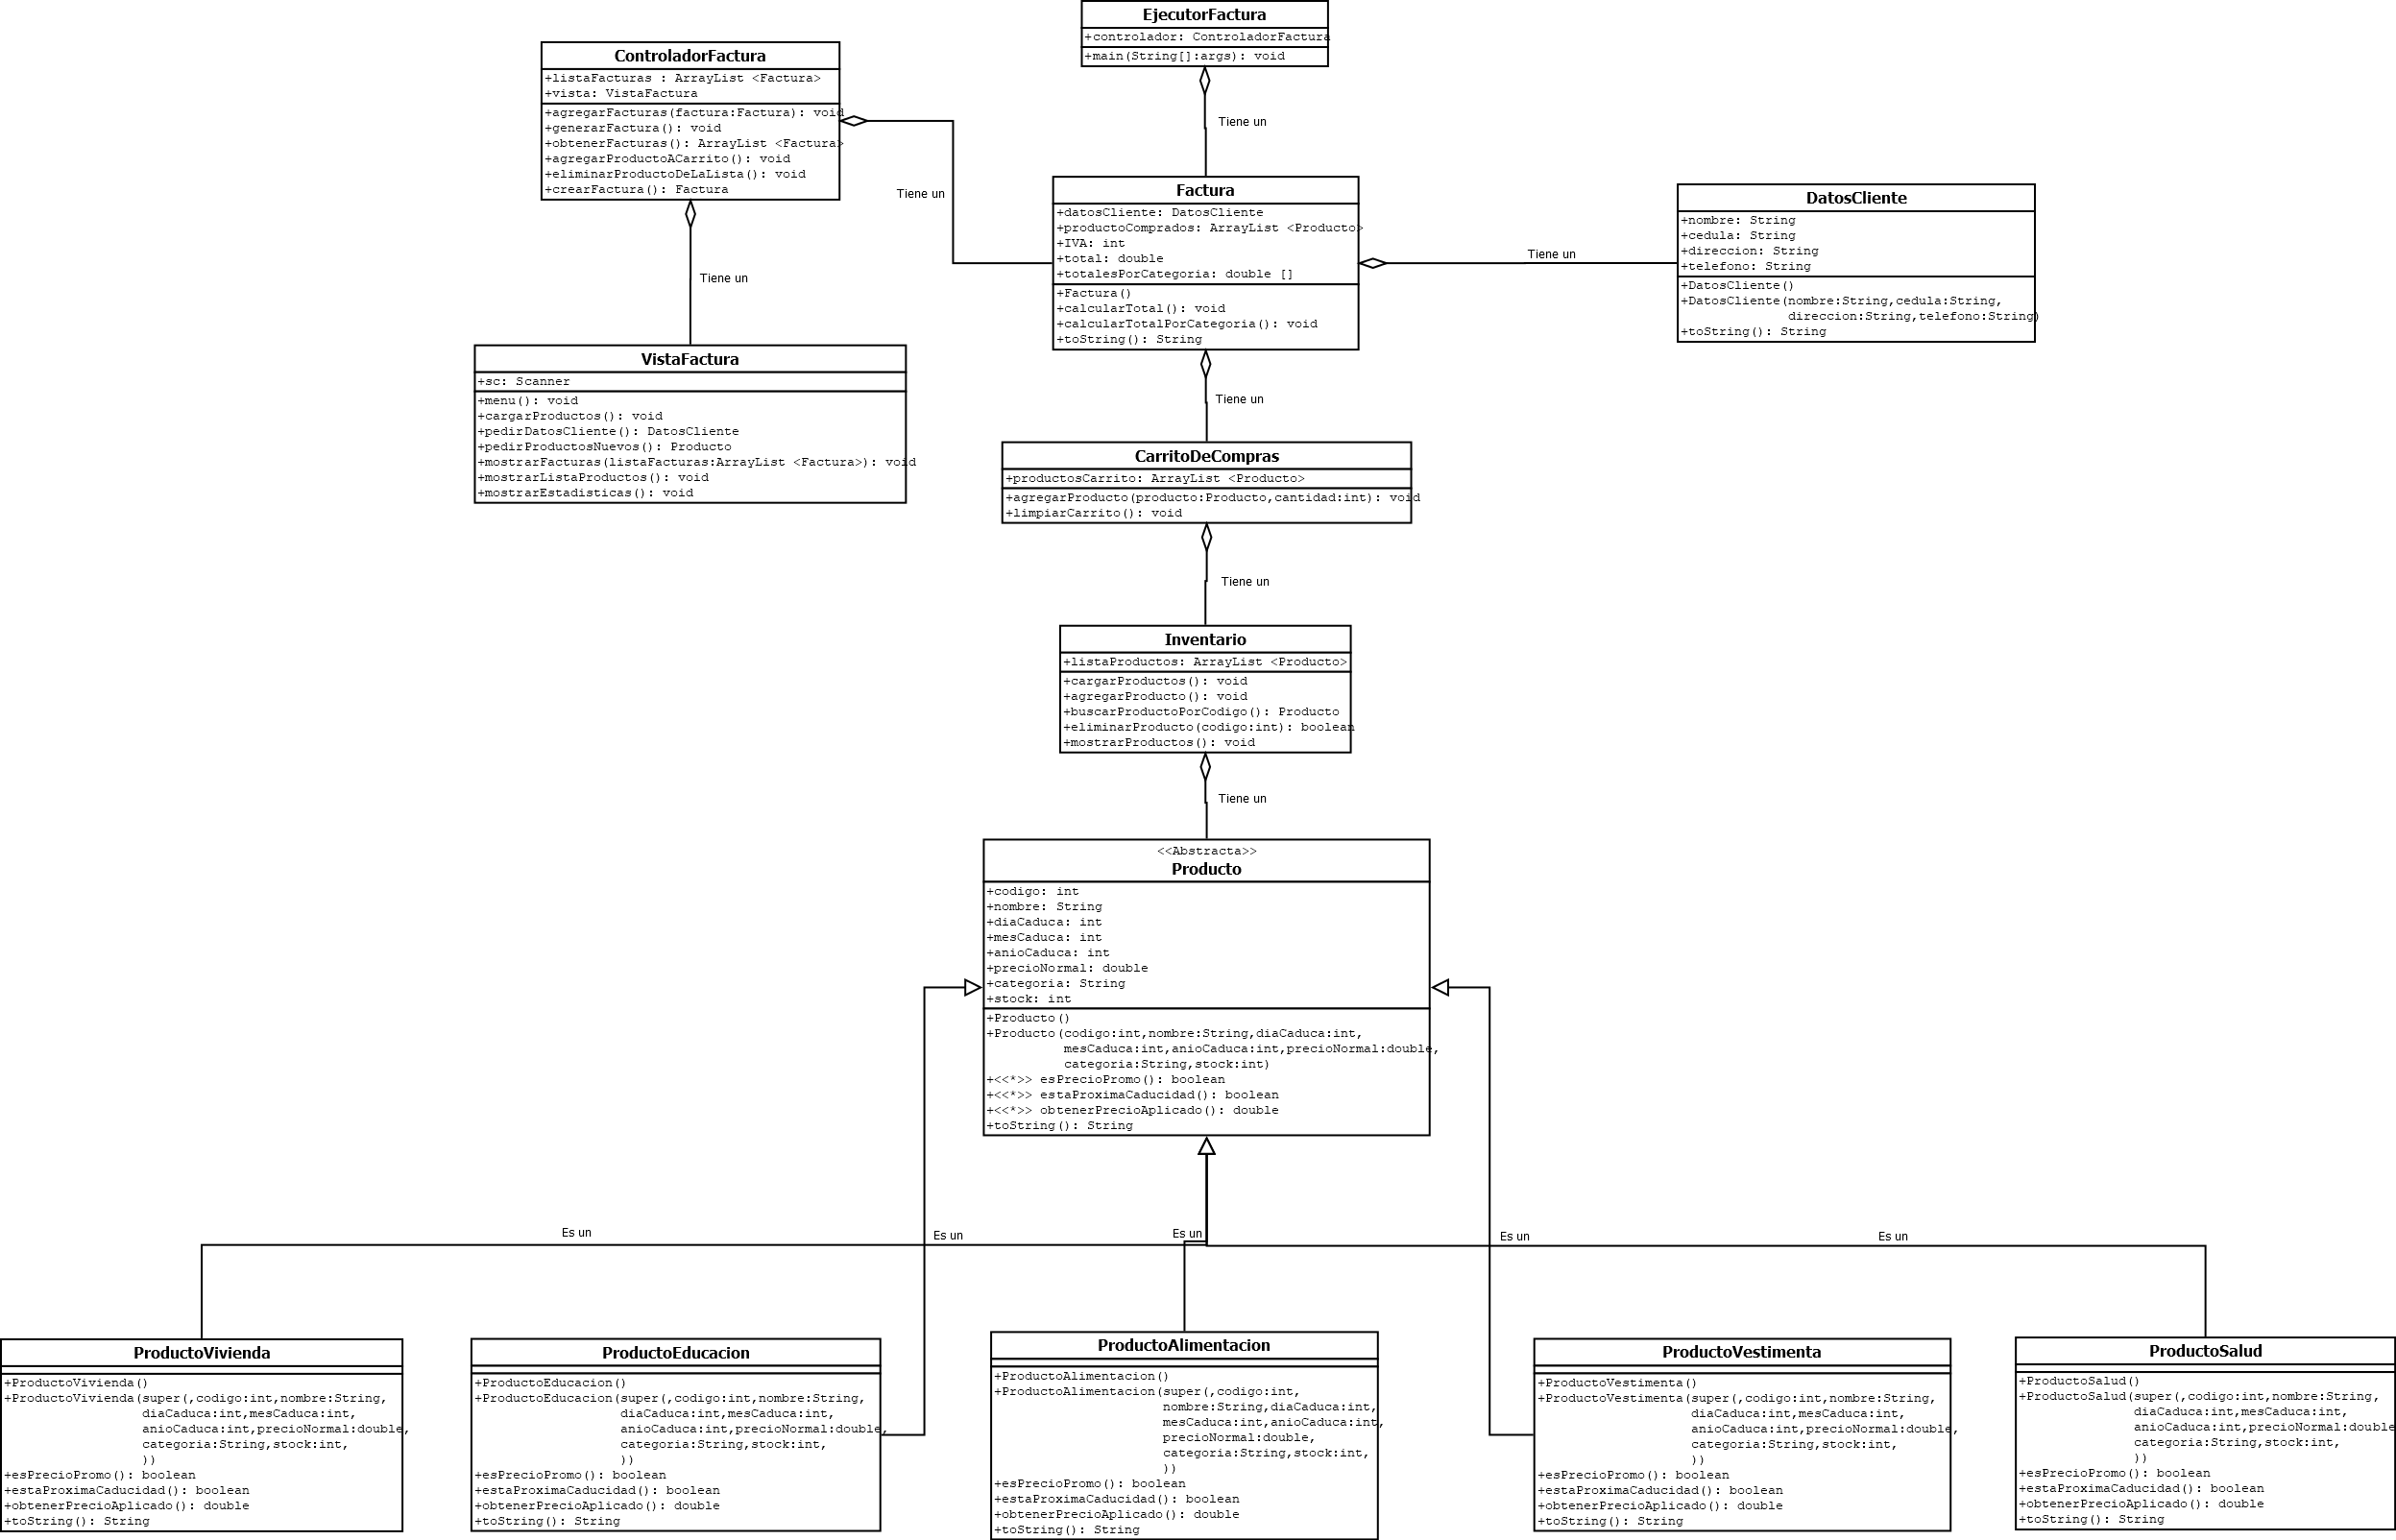 EjecutorFactura
+controlador: ControladorFactura
+main(String[]:args): void
ControladorFactura
+listaFacturas : ArrayList <Factura>
+vista: VistaFactura
+agregarFacturas(factura:Factura): void
+generarFactura(): void
+obtenerFacturas(): ArrayList <Factura>
+agregarProductoACarrito(): void
+eliminarProductoDeLaLista(): void
+crearFactura(): Factura
Tiene un
Tiene un
Tiene un
Factura
+datosCliente: DatosCliente
+productoComprados: ArrayList <Producto>
+IVA: int
+total: double
+totalesPorCategoria: double []
+Factura()
+calcularTotal(): void
+calcularTotalPorCategoria(): void
+toString(): String
Tiene un
DatosCliente
+nombre: String
+cedula: String
+direccion: String
+telefono: String
+DatosCliente()
+DatosCliente(nombre:String,cedula:String,
direccion:String,telefono:String)
+toString(): String
VistaFactura
+sc: Scanner
+menu(): void
+cargarProductos(): void
+pedirDatosCliente(): DatosCliente
+pedirProductosNuevos(): Producto
+mostrarFacturas(listaFacturas:ArrayList <Factura>): void
+mostrarListaProductos(): void
+mostrarEstadisticas(): void
Tiene un
CarritoDeCompras
+productosCarrito: ArrayList <Producto>
+agregarProducto(producto:Producto,cantidad:int): void
+limpiarCarrito(): void
Tiene un
Inventario
+listaProductos: ArrayList <Producto>
+cargarProductos(): void
+agregarProducto(): void
+buscarProductoPorCodigo(): Producto
+eliminarProducto(codigo:int): boolean
+mostrarProductos(): void
Tiene un
<<Abstracta>>
Producto
+codigo: int
+nombre: String
+diaCaduca: int
+mesCaduca: int
+anioCaduca: int
+precioNormal: double
+categoria: String
+stock: int
+Producto()
+Producto(codigo:int,nombre:String,diaCaduca:int,
mesCaduca:int,anioCaduca:int,precioNormal:double,
categoria:String,stock:int)
+<<*>> esPrecioPromo(): boolean
+<<*>> estaProximaCaducidad(): boolean
+<<*>> obtenerPrecioAplicado(): double
+toString(): String
Es un
Es un
Es un
Es un
Es un
ProductoVivienda
+ProductoVivienda()
+ProductoVivienda(super(,codigo:int,nombre:String,
diaCaduca:int,mesCaduca:int,
anioCaduca:int,precioNormal:double,
categoria:String,stock:int,
))
+esPrecioPromo(): boolean
+estaProximaCaducidad(): boolean
+obtenerPrecioAplicado(): double
+toString(): String
ProductoEducacion
+ProductoEducacion()
+ProductoEducacion(super(,codigo:int,nombre:String,
diaCaduca:int,mesCaduca:int,
anioCaduca:int,precioNormal:double,
categoria:String,stock:int,
))
+esPrecioPromo(): boolean
+estaProximaCaducidad(): boolean
+obtenerPrecioAplicado(): double
+toString(): String
ProductoAlimentacion
+ProductoAlimentacion()
+ProductoAlimentacion(super(,codigo:int,
nombre:String,diaCaduca:int,
mesCaduca:int,anioCaduca:int,
precioNormal:double,
categoria:String,stock:int,
))
+esPrecioPromo(): boolean
+estaProximaCaducidad(): boolean
+obtenerPrecioAplicado(): double
+toString(): String
ProductoVestimenta
+ProductoVestimenta()
+ProductoVestimenta(super(,codigo:int,nombre:String,
diaCaduca:int,mesCaduca:int,
anioCaduca:int,precioNormal:double,
categoria:String,stock:int,
))
+esPrecioPromo(): boolean
+estaProximaCaducidad(): boolean
+obtenerPrecioAplicado(): double
+toString(): String
ProductoSalud
+ProductoSalud()
+ProductoSalud(super(,codigo:int,nombre:String,
diaCaduca:int,mesCaduca:int,
anioCaduca:int,precioNormal:double
categoria:String,stock:int,
))
+esPrecioPromo(): boolean
+estaProximaCaducidad(): boolean
+obtenerPrecioAplicado(): double
+toString(): String